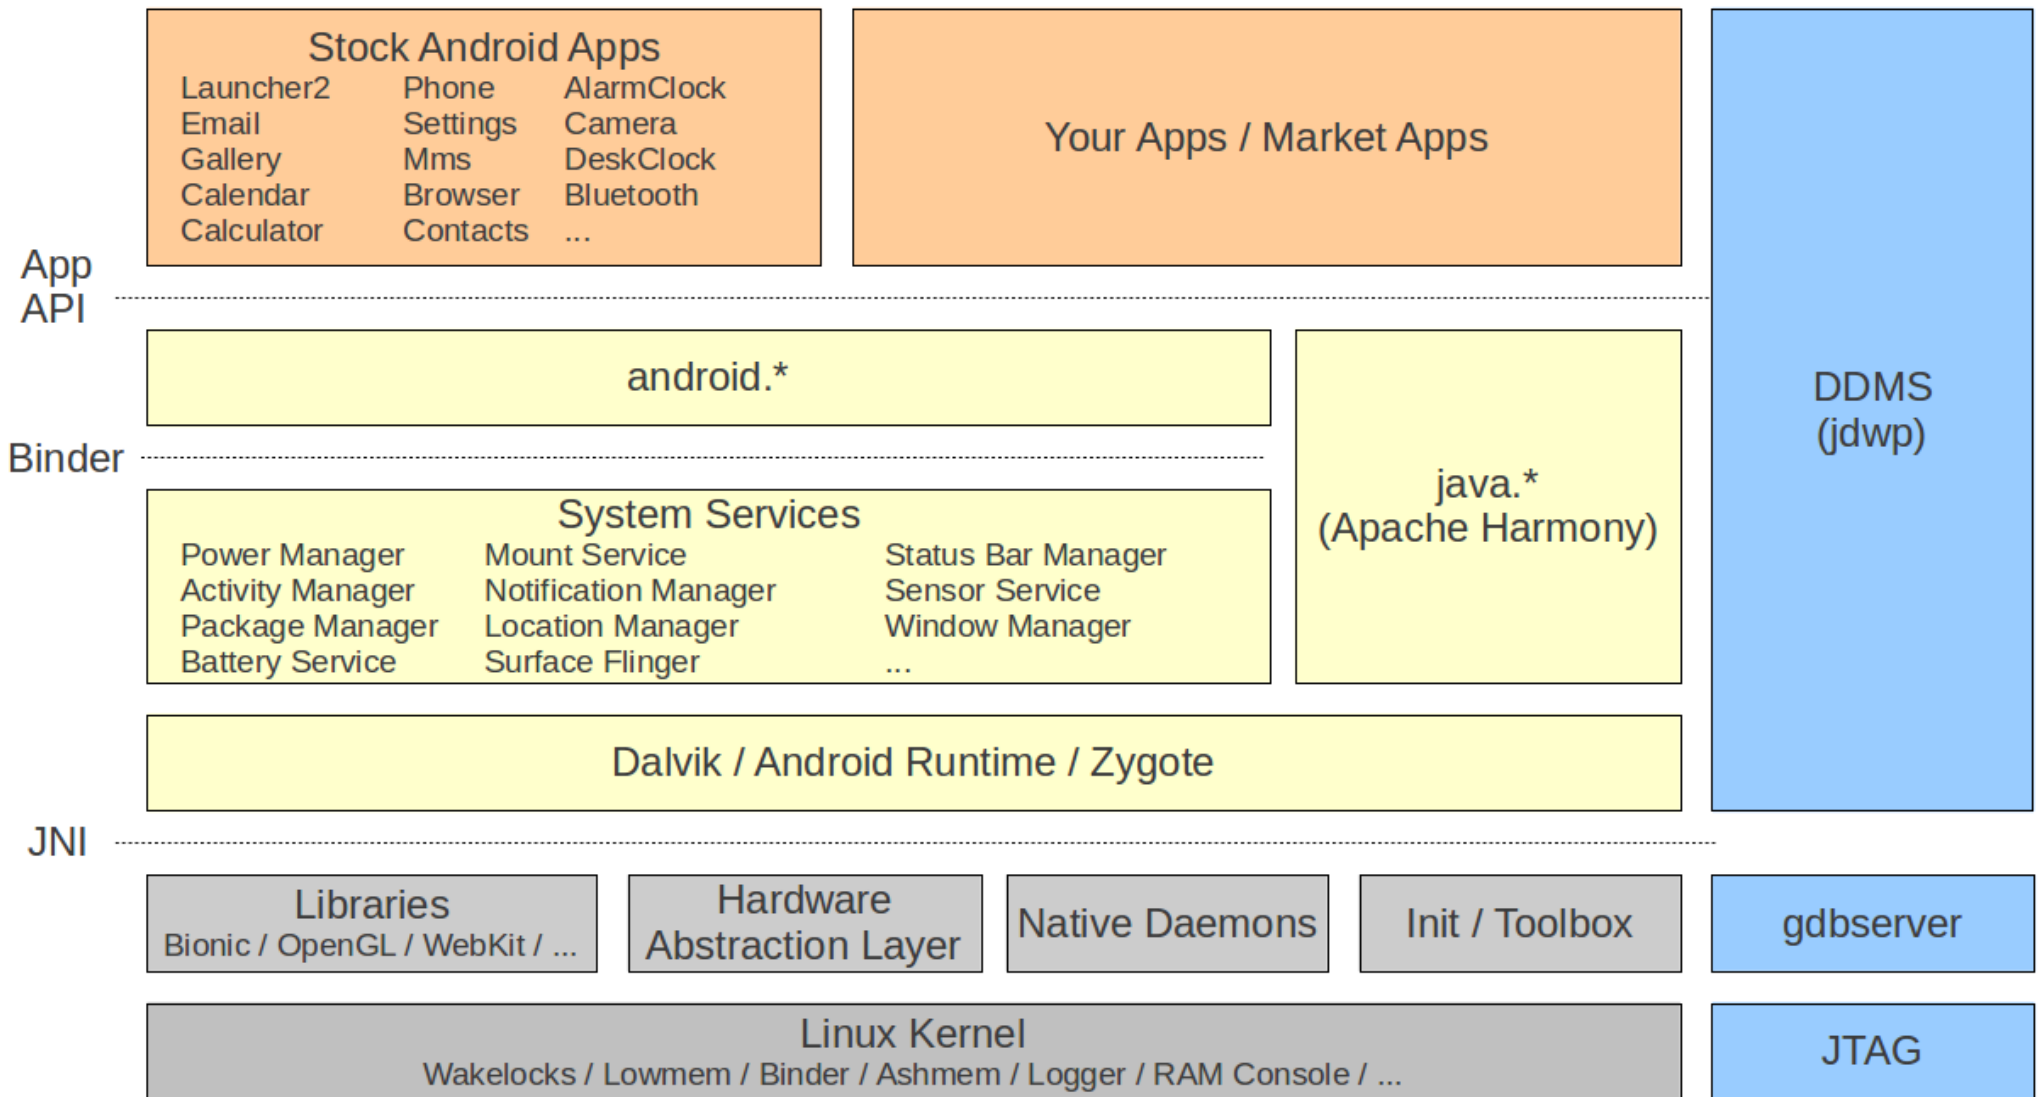 Stock Android Apps
Launcher2 Phone AlarmClock
Email Settings Camera
Gallery Mms DeskClock
Calendar Browser Bluetooth
Calculator Contacts ...
Your Apps / Market Apps
App
API
android.*
Binder
System Services
Power Manager Mount Service Status Bar Manager
Activity Manager Notification Manager Sensor Service
Package Manager Location Manager Window Manager
Battery Service Surface Flinger ...
java.*
(Apache Harmony)
DDMS
(jdwp)
Dalvik / Android Runtime / Zygote
JNI
Libraries
Bionic / OpenGL / WebKit / ...
Hardware
Abstraction Layer
Native Daemons
Init / Toolbox
gdbserver
Linux Kernel
Wakelocks / Lowmem / Binder / Ashmem / Logger / RAM Console / ...
JTAG